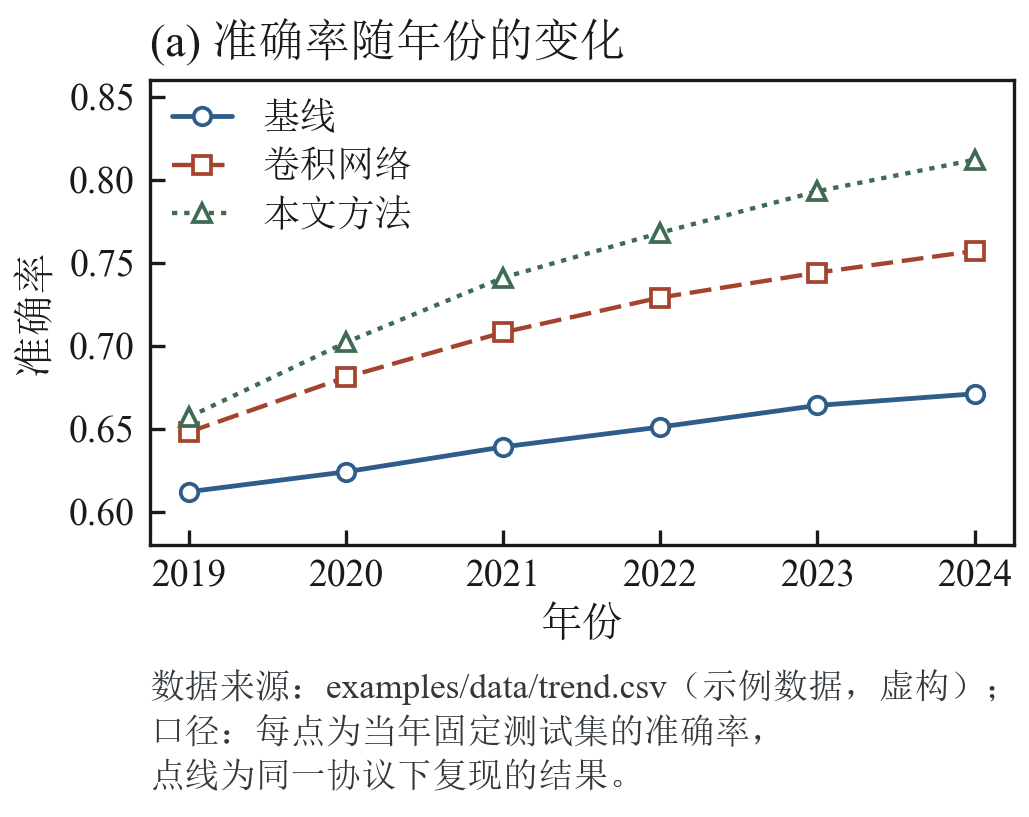 (a) 准确率随年份的变化
0.85
0.80
0.75
0.70
0.65
0.60
准确率
基线
卷积网络
本文方法
2019 2020 2021 2022 2023 2024
年份
数据来源：examples/data/trend.csv（示例数据，虚构）；
口径：每点为当年固定测试集的准确率，
点线为同一协议下复现的结果。